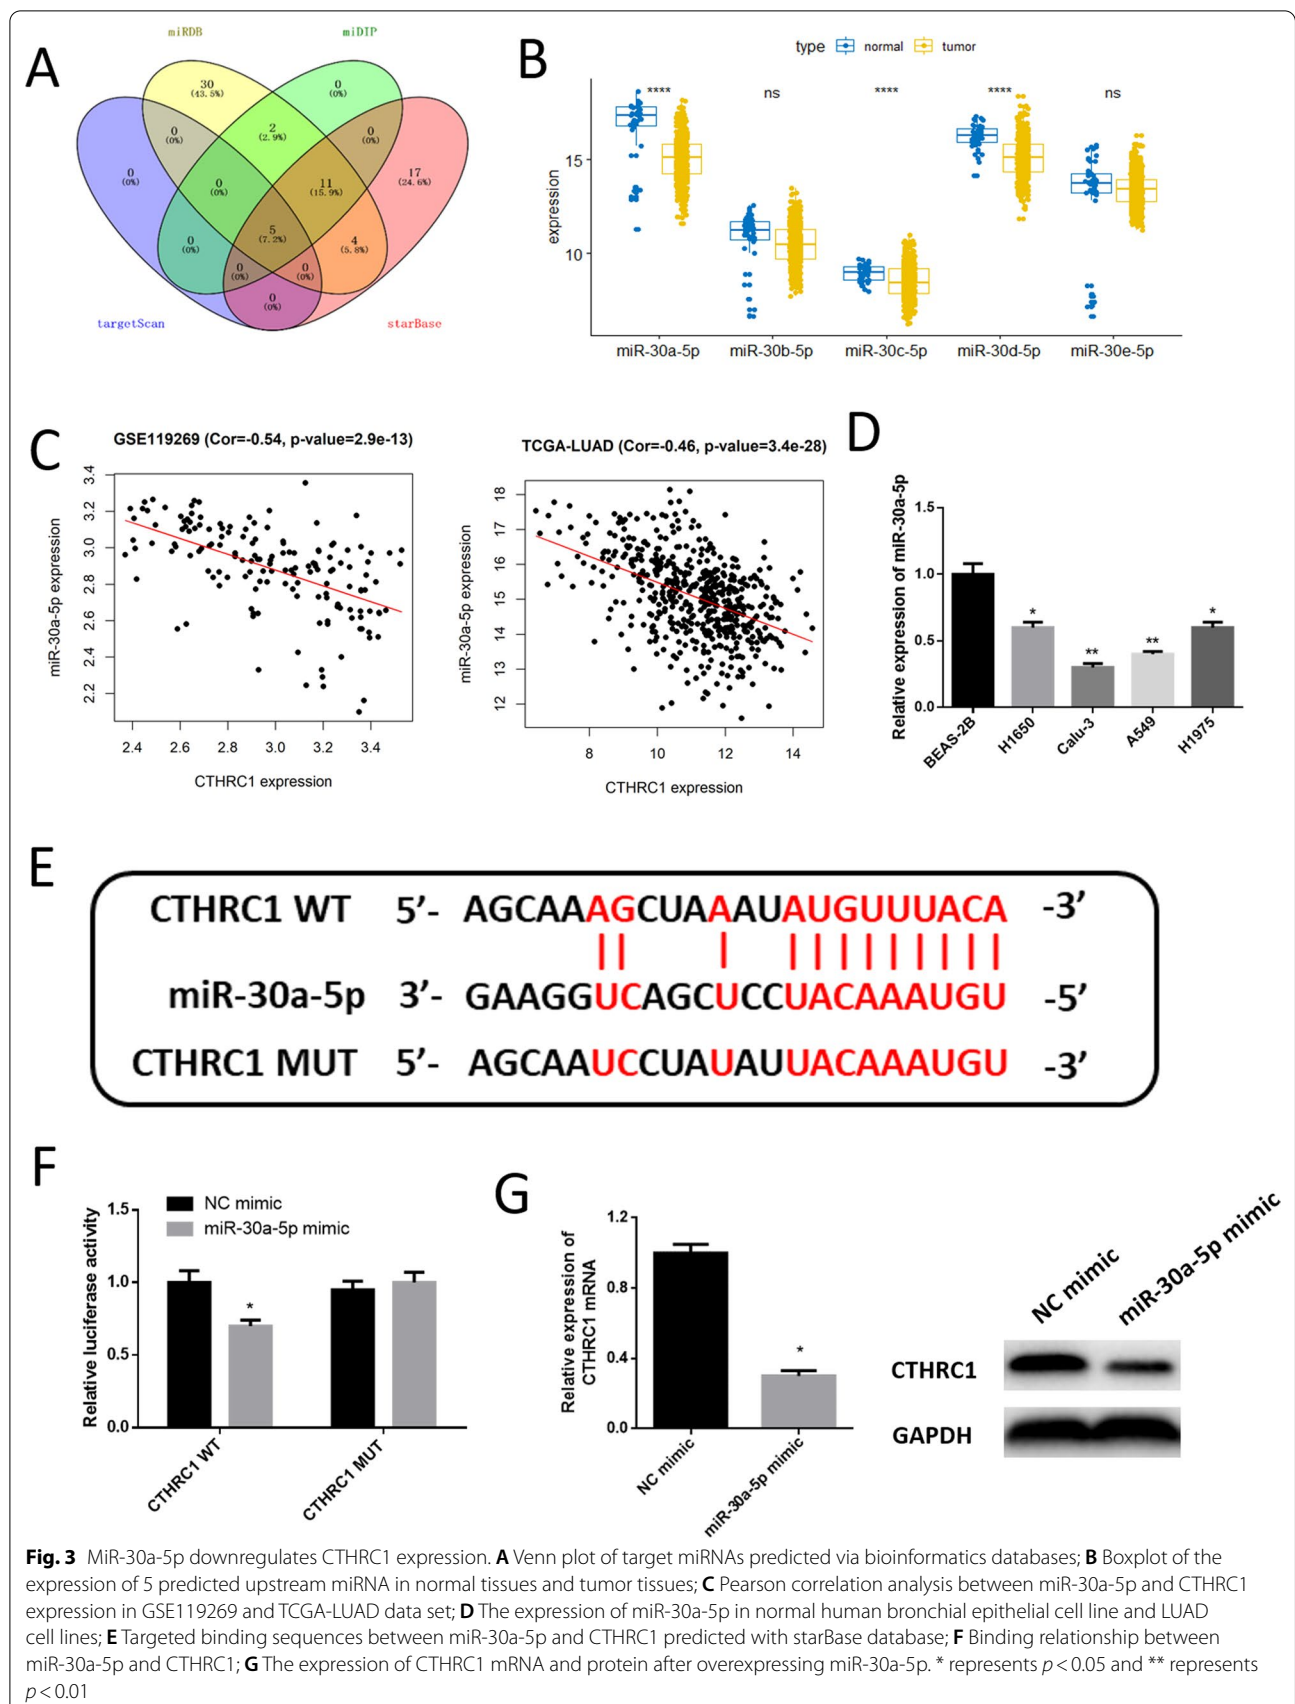 A
miRDB
miDIP
30
(43.5%)
0
(0%)
0
(0%)
2
(2.9%)
0
(0%)
0
(0%)
0
(0%)
11
(15.9%)
17
(24.6%)
0
(0%)
5
(7.2%)
4
(5.8%)
0
(0%)
0
(0%)
0
(0%)
targetScan
starBase
B
type normal tumor
**** ns **** **** ns
expression
15
10
miR-30a-5p miR-30b-5p miR-30c-5p miR-30d-5p miR-30e-5p
C
GSE119269 (Cor=-0.54, p-value=2.9e-13)
miR-30a-5p expression
3.4
3.2
3.0
2.8
2.6
2.4
2.2
2.4 2.6 2.8 3.0 3.2 3.4
CTHRC1 expression
TCGA-LUAD (Cor=-0.46, p-value=3.4e-28)
miR-30a-5p expression
18
17
16
15
14
13
12
8 10 12 14
CTHRC1 expression
D
Relative expression of miR-30a-5p
1.5
1.0
0.5
0.0
* ** ** *
BEAS-2B H1650 Calu-3 A549 H1975
E
CTHRC1 WT 5’- AGCAAAGCUAAAUAUGUUUACA -3’
miR-30a-5p 3’- GAAGGUCAGCUCCUACAAAUGU -5’
CTHRC1 MUT 5’- AGCAAUCCUAUAUUACAAAUGU -3’
F
NC mimic
miR-30a-5p mimic
Relative luciferase activity
1.5
1.0
0.5
0.0
*
CTHRC1 WT CTHRC1 MUT
G
Relative expression of
CTHRC1 mRNA
1.2
0.8
0.4
0.0
*
NC mimic miR-30a-5p mimic
NC mimic miR-30a-5p mimic
CTHRC1
GAPDH
Fig. 3 MiR-30a-5p downregulates CTHRC1 expression. A Venn plot of target miRNAs predicted via bioinformatics databases; B Boxplot of the
expression of 5 predicted upstream miRNA in normal tissues and tumor tissues; C Pearson correlation analysis between miR-30a-5p and CTHRC1
expression in GSE119269 and TCGA-LUAD data set; D The expression of miR-30a-5p in normal human bronchial epithelial cell line and LUAD
cell lines; E Targeted binding sequences between miR-30a-5p and CTHRC1 predicted with starBase database; F Binding relationship between
miR-30a-5p and CTHRC1; G The expression of CTHRC1 mRNA and protein after overexpressing miR-30a-5p. * represents p < 0.05 and ** represents
p < 0.01